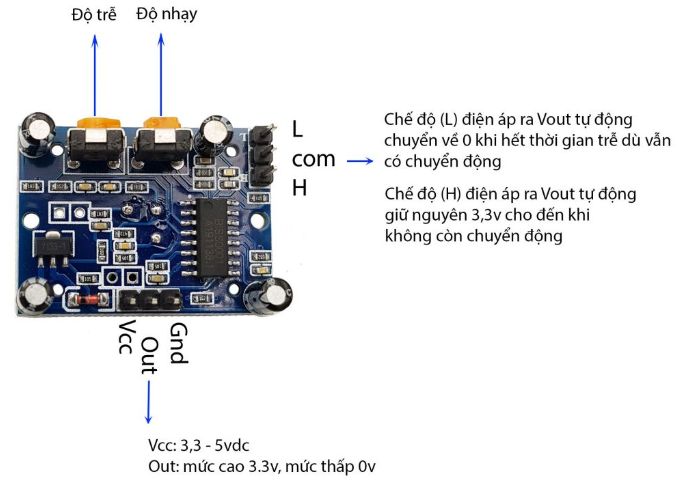 Độ trễ
Độ nhạy
L
com
H
Chế độ (L) điện áp ra Vout tự động
chuyển về 0 khi hết thời gian trễ dù vẫn
có chuyển động
Chế độ (H) điện áp ra Vout tự động
giữ nguyên 3,3v cho đến khi
không còn chuyển động
Vcc
Out
Gnd
Vcc: 3,3 - 5vdc
Out: mức cao 3.3v, mức thấp 0v